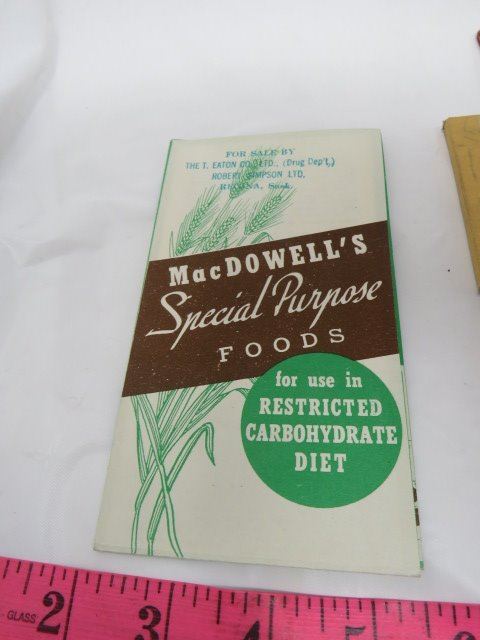 FOR SALE BY
THE T. EATON CO. LTD., (Drug Dep't,)
ROBERT SIMPSON LTD,
REGINA, Sask.
MacDOWELL'S
Special Purpose
FOODS
for use in
RESTRICTED
CARBOHYDRATE
DIET
GLASS 2 3 4 5 6